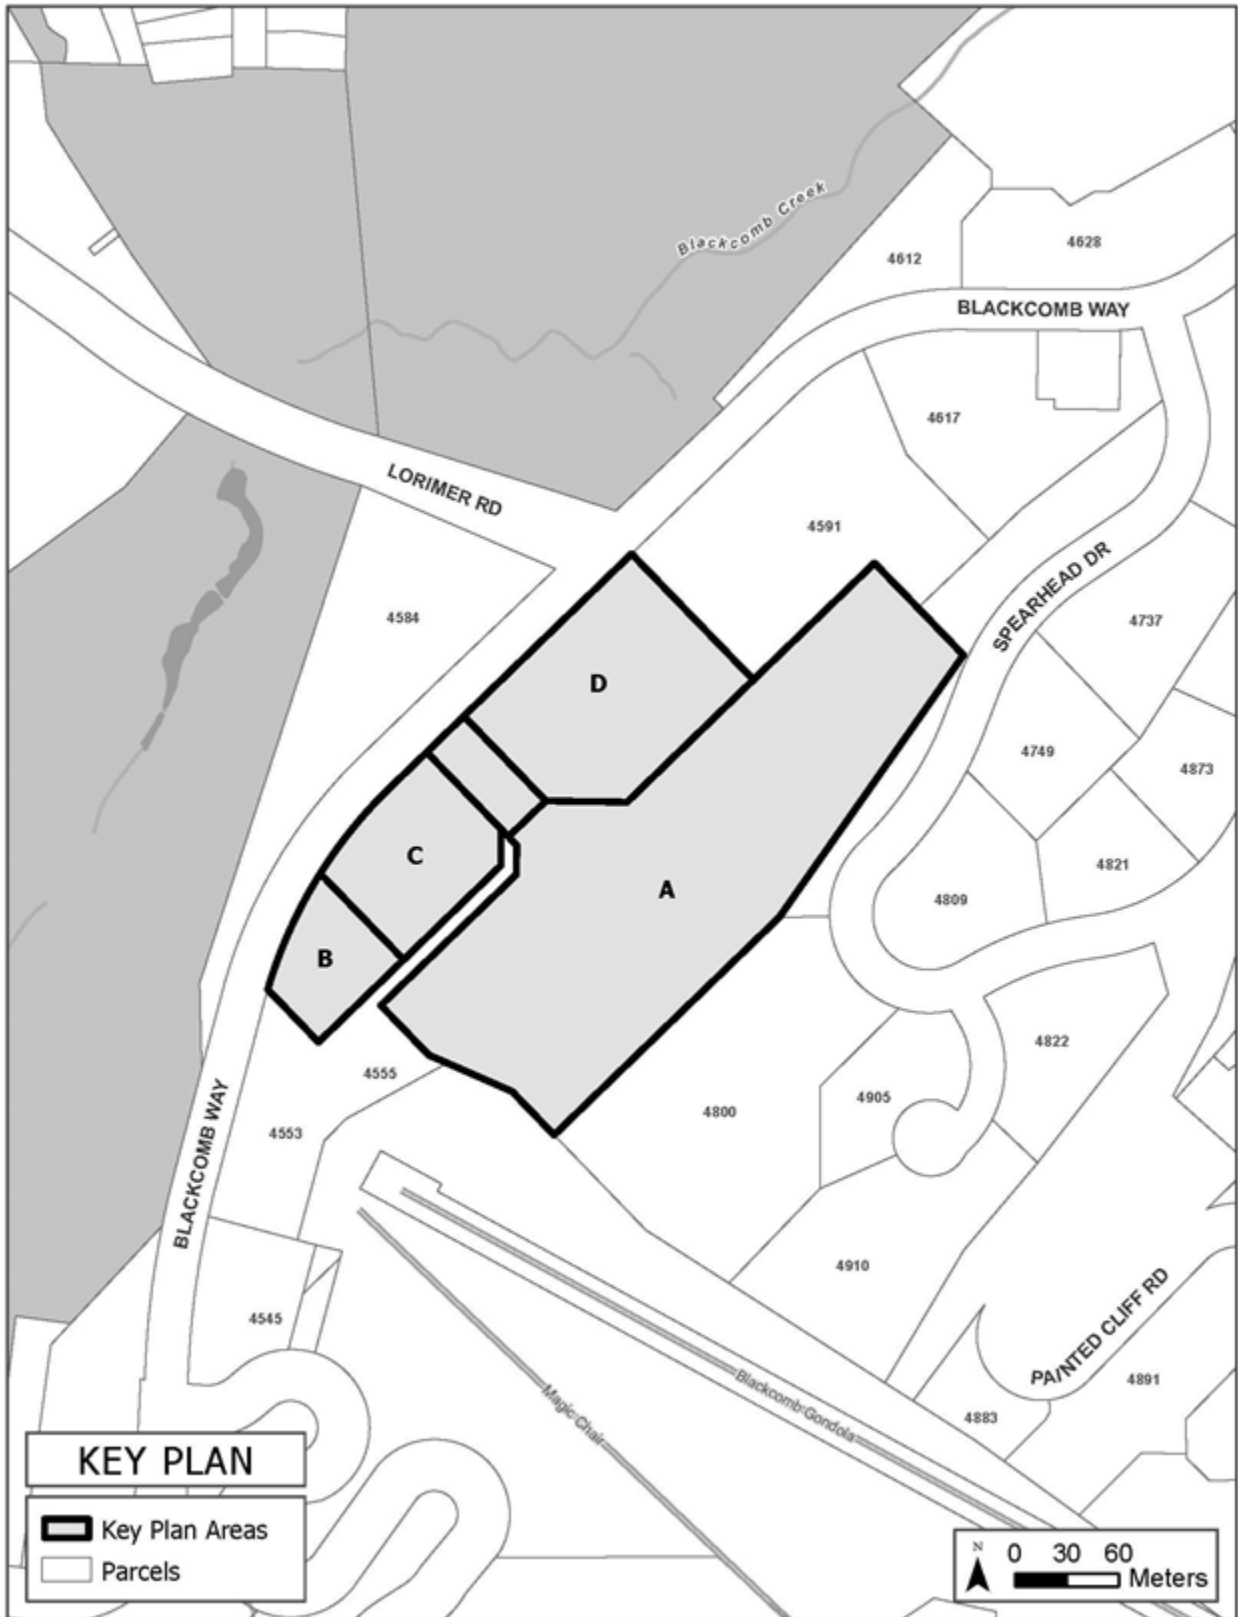 Blackcomb Creek
4612
4628
BLACKCOMB WAY
4617
LORIMER RD
4591
SPEARHEAD DR
4584
4737
D
4749
4873
C
4821
A
4809
B
4822
4555
4905
4800
4553
BLACKCOMB WAY
4910
4545
PAINTED CLIFF RD
4891
Blackcomb Gondola
Magic Chair
4883
KEY PLAN
Key Plan Areas
Parcels
N
0 30 60
Meters